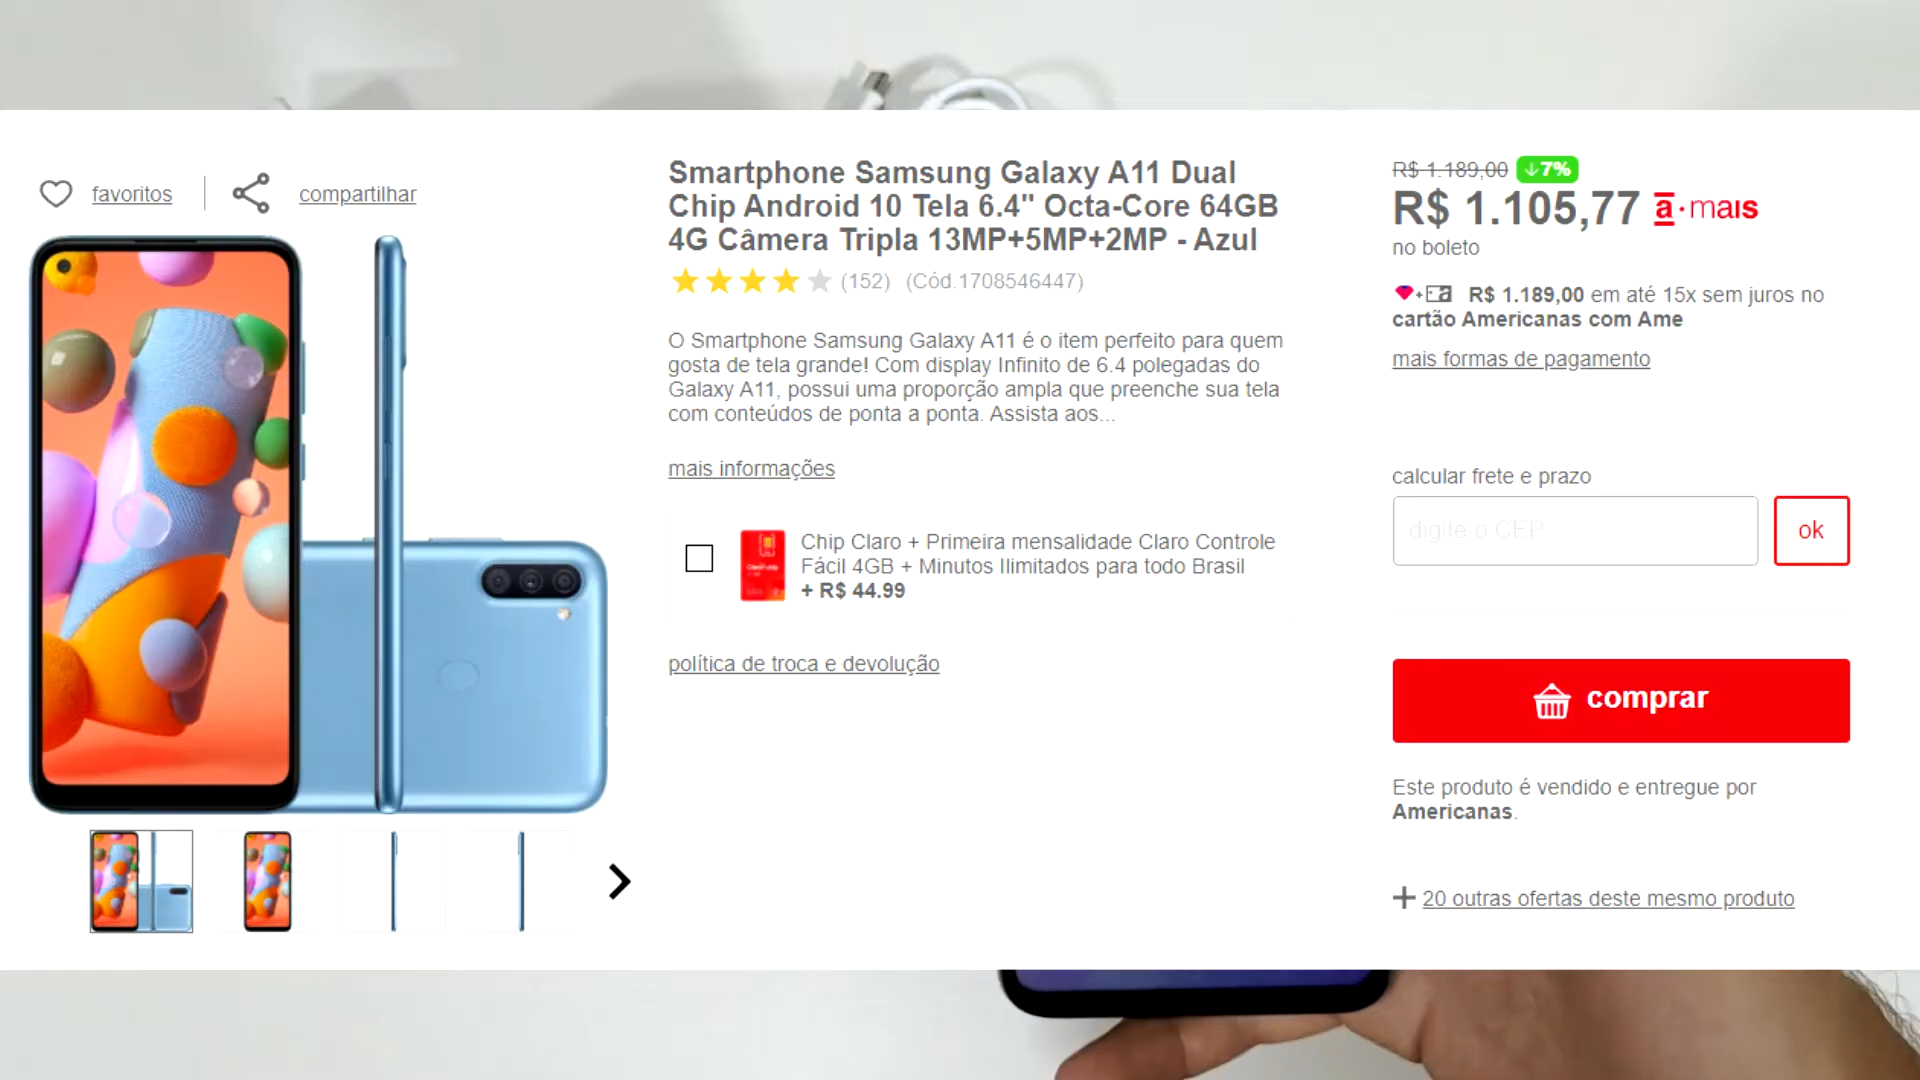 favoritos
compartilhar
Smartphone Samsung Galaxy A11 Dual
Chip Android 10 Tela 6.4" Octa-Core 64GB
4G Câmera Tripla 13MP+5MP+2MP - Azul
(152) (Cód.1708546447)
O Smartphone Samsung Galaxy A11 é o item perfeito para quem
gosta de tela grande! Com display Infinito de 6.4 polegadas do
Galaxy A11, possui uma proporção ampla que preenche sua tela
com conteúdos de ponta a ponta. Assista aos...
mais informações
Chip Claro + Primeira mensalidade Claro Controle
Fácil 4GB + Minutos Ilimitados para todo Brasil
+ R$ 44.99
política de troca e devolução
R$ 1.189,00 7%
R$ 1.105,77 a·mais
no boleto
+a R$ 1.189,00 em até 15x sem juros no
cartão Americanas com Ame
mais formas de pagamento
calcular frete e prazo
digite o CEP
ok
comprar
Este produto é vendido e entregue por
Americanas.
20 outras ofertas deste mesmo produto